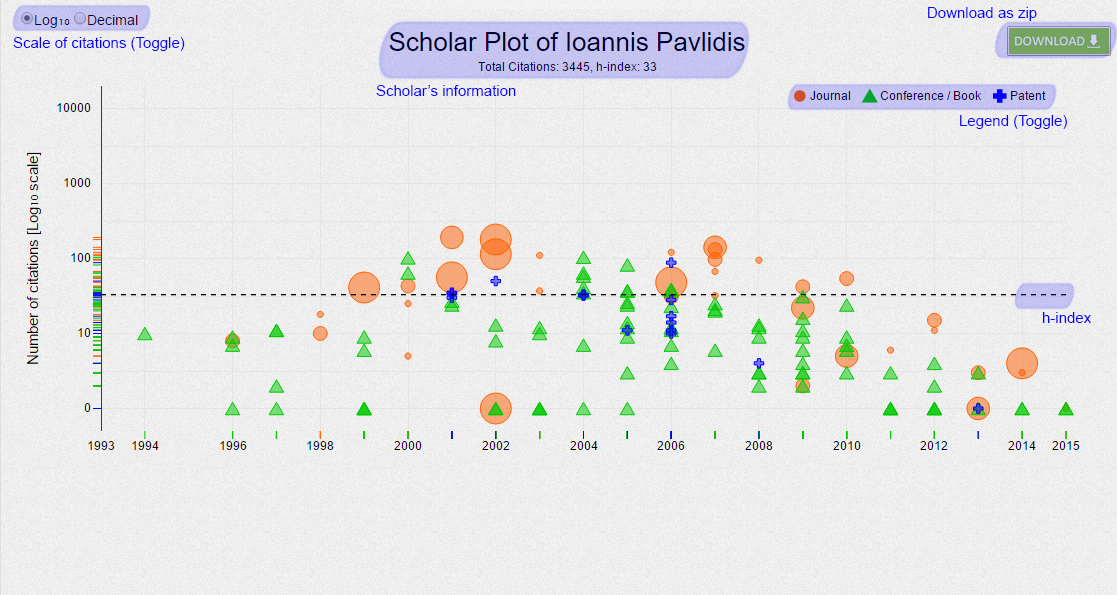 Log₁₀ Decimal
Scale of citations (Toggle)
Download as zip
DOWNLOAD
Scholar Plot of Ioannis Pavlidis
Total Citations: 3445, h-index: 33
Scholar's information
Journal Conference / Book Patent
Legend (Toggle)
Number of citations [Log₁₀ scale]
10000
1000
100
10
0
h-index
1993 1994 1996 1998 2000 2002 2004 2006 2008 2010 2012 2014 2015